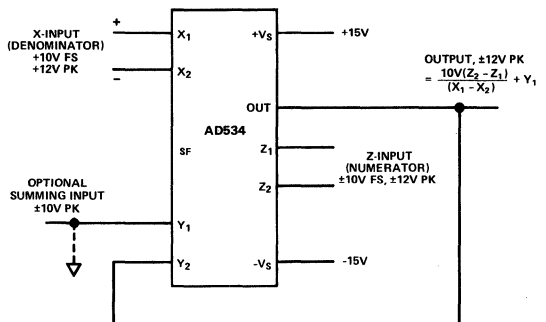 X-INPUT
(DENOMINATOR)
+10V FS
+12V PK
+
−
X1
X2
SF
Y1
Y2
AD534
+VS
OUT
Z1
Z2
-VS
+15V
OUTPUT, ±12V PK
= 10V(Z2 - Z1) / (X1 - X2) + Y1
Z-INPUT
(NUMERATOR)
±10V FS, ±12V PK
-15V
OPTIONAL
SUMMING INPUT
±10V PK